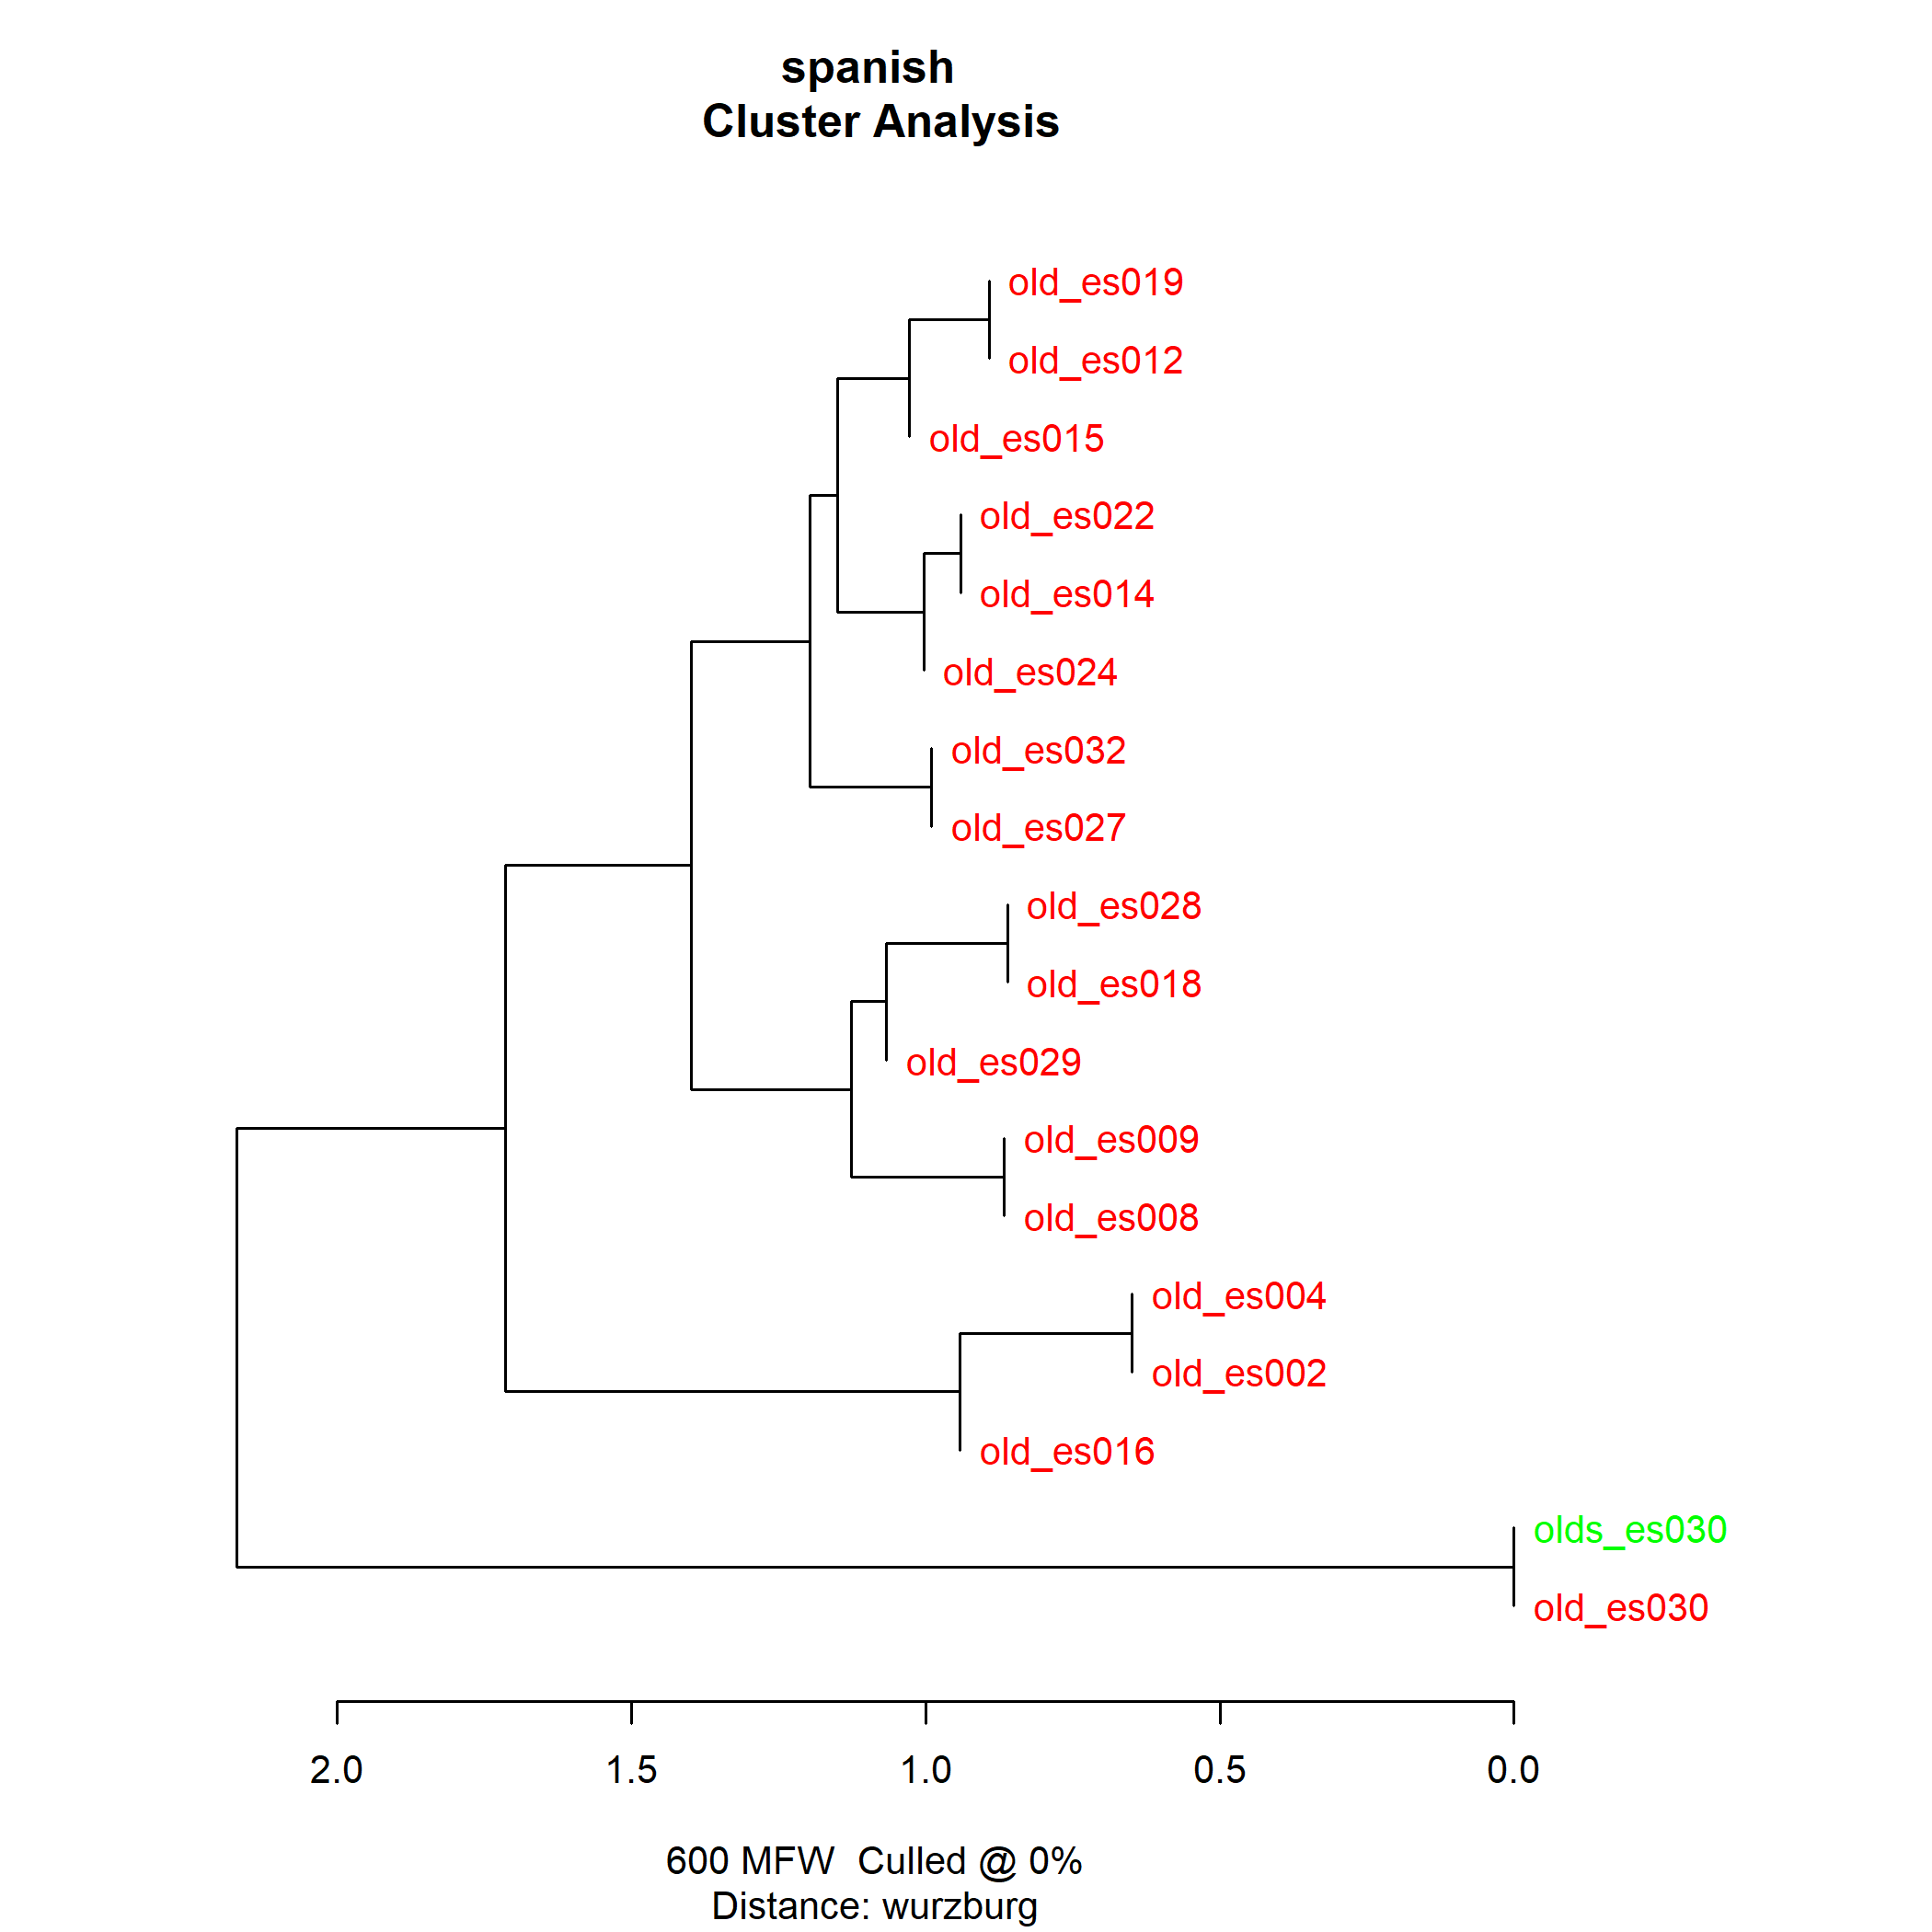 spanish
Cluster Analysis
old_es019
old_es012
old_es015
old_es022
old_es014
old_es024
old_es032
old_es027
old_es028
old_es018
old_es029
old_es009
old_es008
old_es004
old_es002
old_es016
olds_es030
old_es030
2.0 1.5 1.0 0.5 0.0
600 MFW  Culled @ 0%
Distance: wurzburg